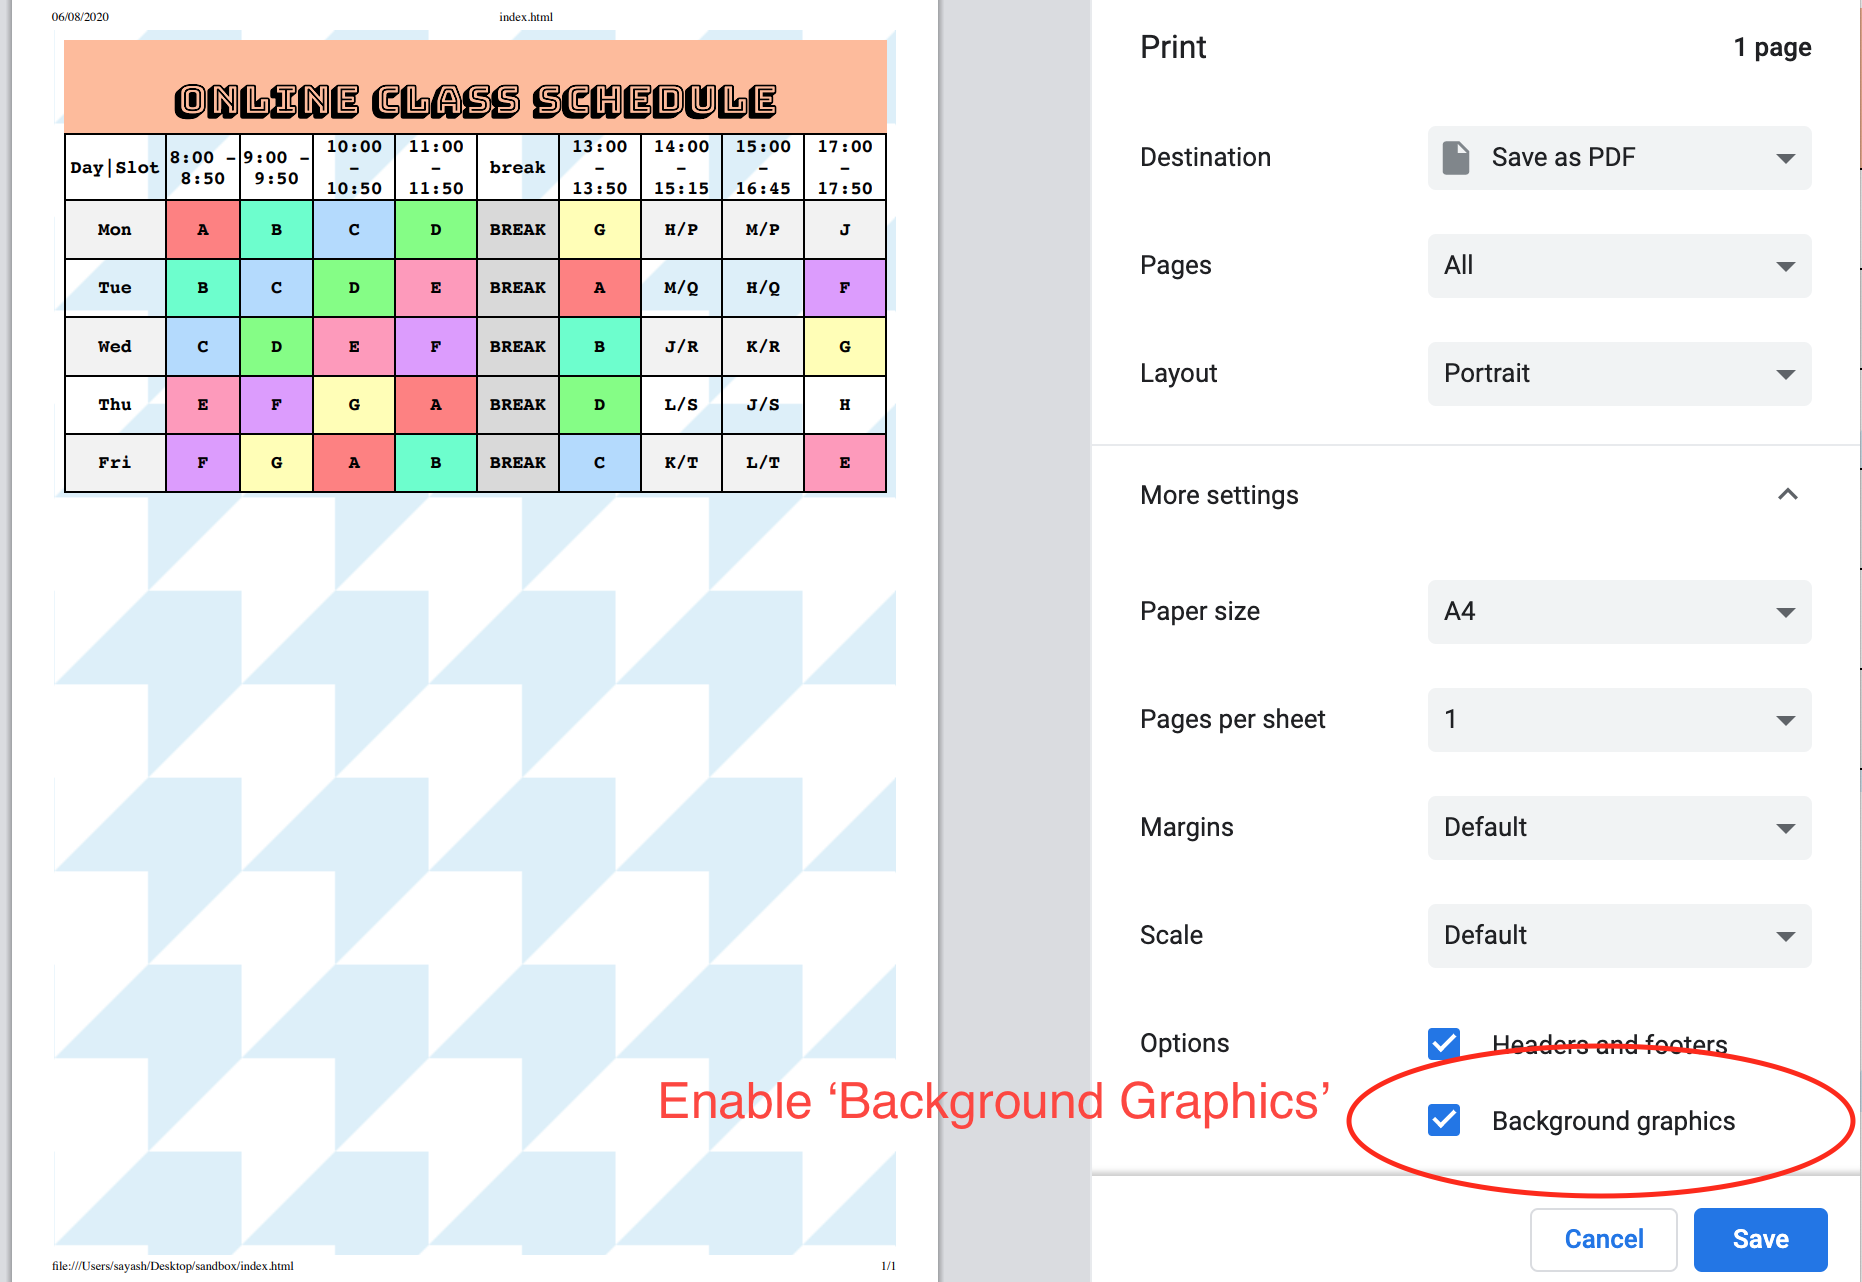 06/08/2020 index.html
ONLINE CLASS SCHEDULE
Day|Slot 8:00 - 8:50 9:00 - 9:50 10:00 - 10:50 11:00 - 11:50 break 13:00 - 13:50 14:00 - 15:15 15:00 - 16:45 17:00 - 17:50
Mon A B C D BREAK G H/P M/P J
Tue B C D E BREAK A M/Q H/Q F
Wed C D E F BREAK B J/R K/R G
Thu E F G A BREAK D L/S J/S H
Fri F G A B BREAK C K/T L/T E
file:///Users/sayash/Desktop/sandbox/index.html 1/1
Print 1 page
Destination Save as PDF
Pages All
Layout Portrait
More settings
Paper size A4
Pages per sheet 1
Margins Default
Scale Default
Options Headers and footers
Enable ‘Background Graphics’
Background graphics
Cancel Save